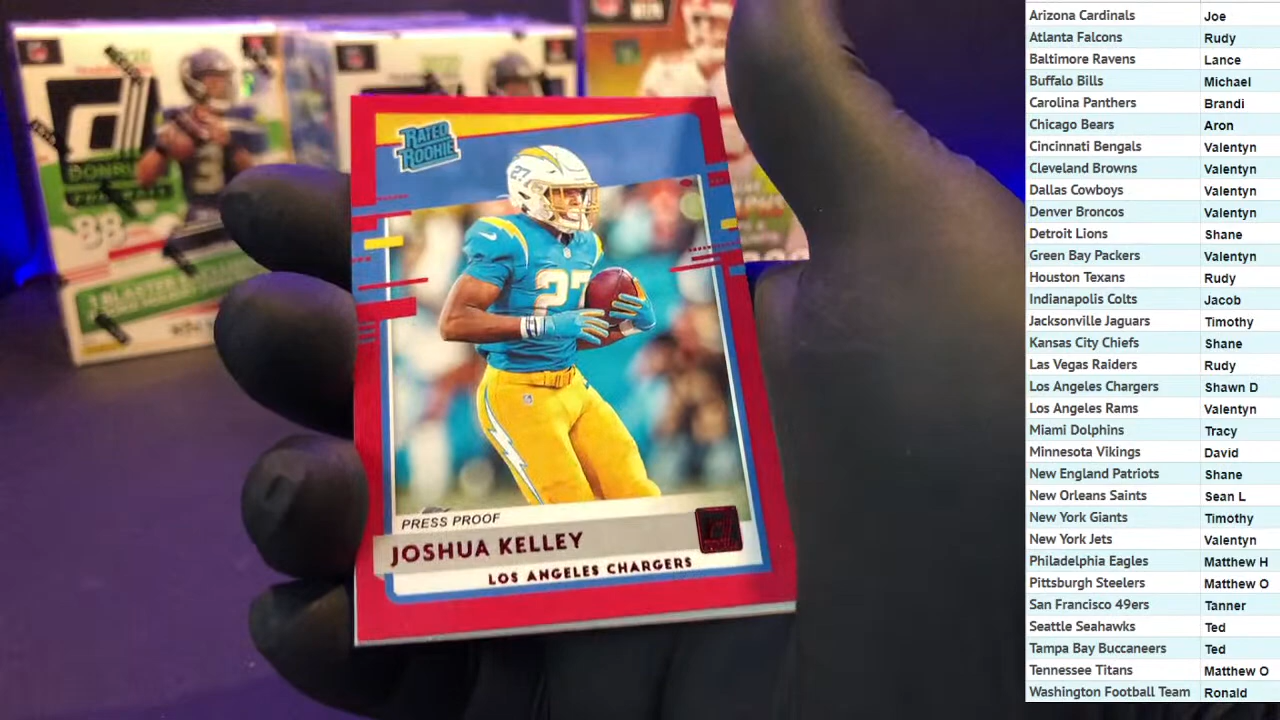 RATED
ROOKIE
27
27
PRESS PROOF
JOSHUA KELLEY
LOS ANGELES CHARGERS
88
3
Arizona Cardinals Joe
Atlanta Falcons Rudy
Baltimore Ravens Lance
Buffalo Bills Michael
Carolina Panthers Brandi
Chicago Bears Aron
Cincinnati Bengals Valentyn
Cleveland Browns Valentyn
Dallas Cowboys Valentyn
Denver Broncos Valentyn
Detroit Lions Shane
Green Bay Packers Valentyn
Houston Texans Rudy
Indianapolis Colts Jacob
Jacksonville Jaguars Timothy
Kansas City Chiefs Shane
Las Vegas Raiders Rudy
Los Angeles Chargers Shawn D
Los Angeles Rams Valentyn
Miami Dolphins Tracy
Minnesota Vikings David
New England Patriots Shane
New Orleans Saints Sean L
New York Giants Timothy
New York Jets Valentyn
Philadelphia Eagles Matthew H
Pittsburgh Steelers Matthew O
San Francisco 49ers Tanner
Seattle Seahawks Ted
Tampa Bay Buccaneers Ted
Tennessee Titans Matthew O
Washington Football Team Ronald